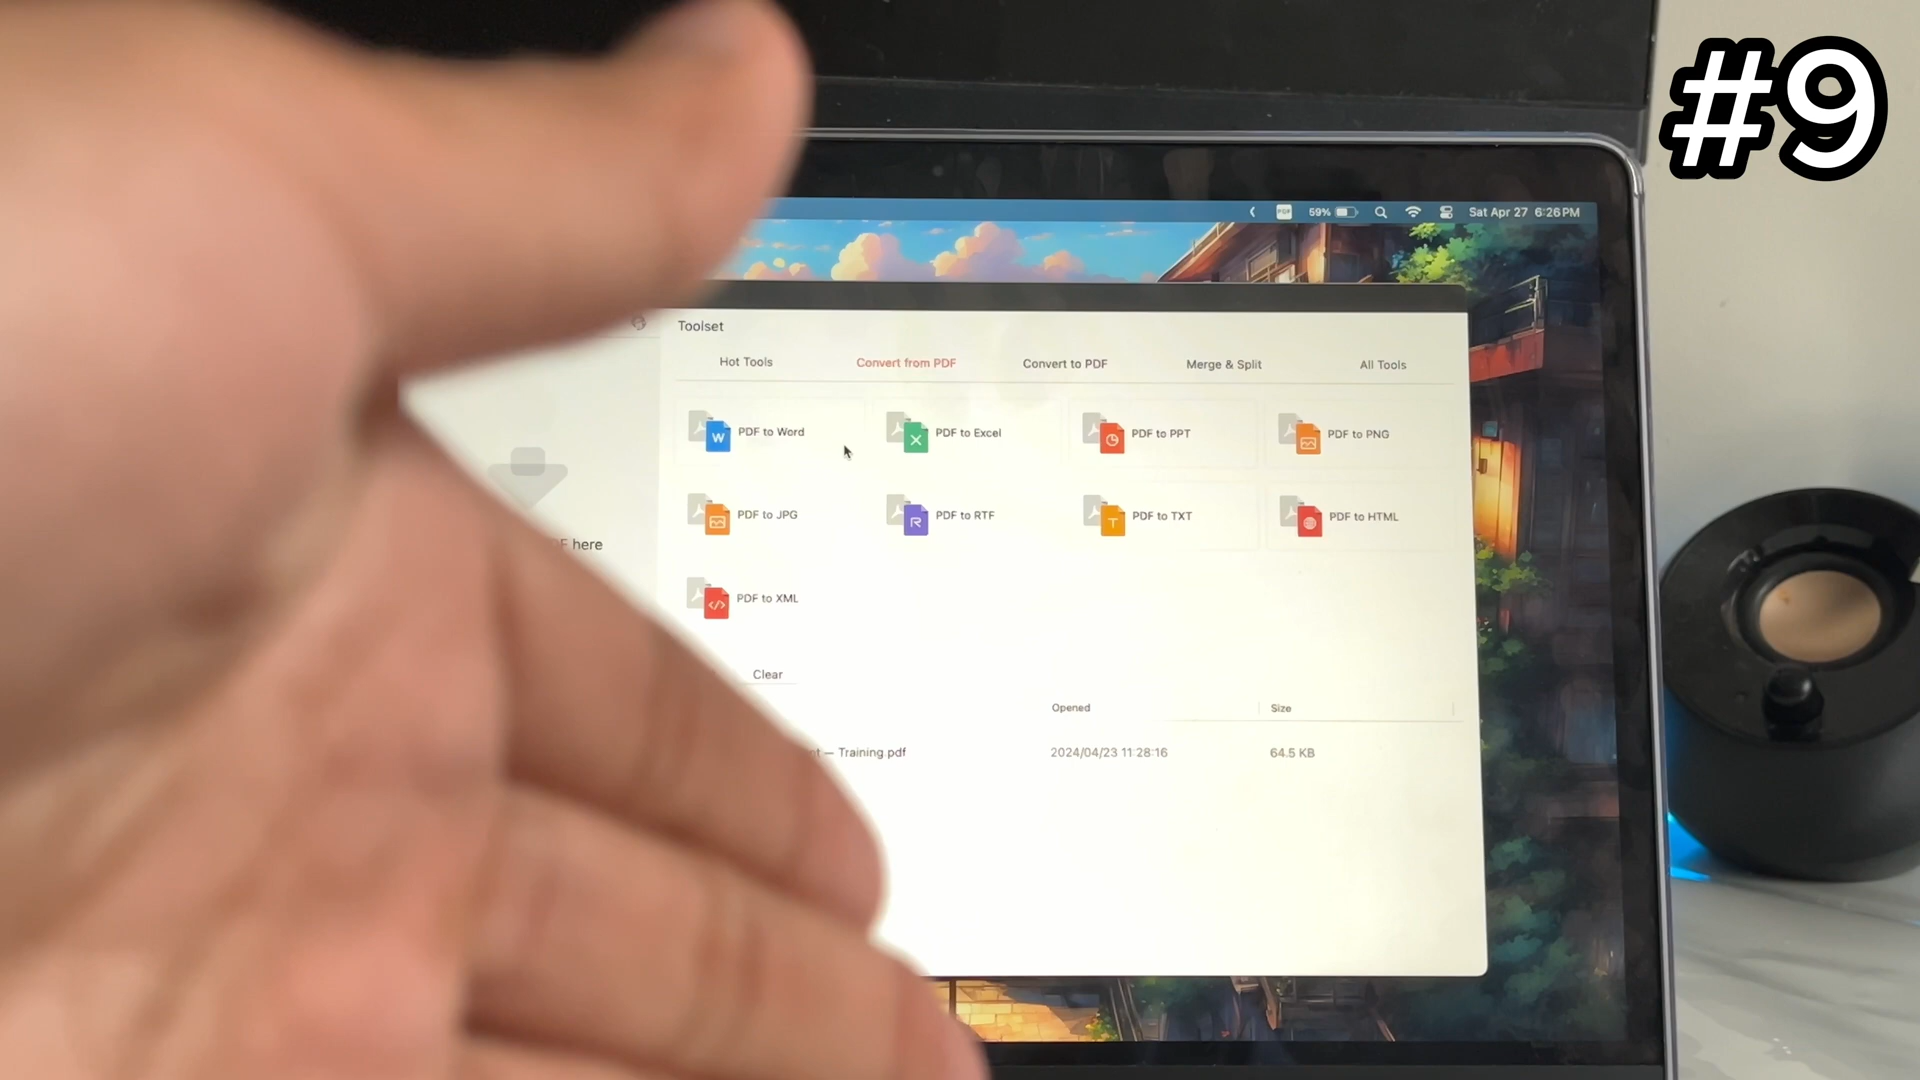 #9
59%
Sat Apr 27 6:26 PM
Toolset
Hot Tools
Convert from PDF
Convert to PDF
Merge & Split
All Tools
PDF to Word
PDF to Excel
PDF to PPT
PDF to PNG
PDF to JPG
PDF to RTF
PDF to TXT
PDF to HTML
here
PDF to XML
Clear
Opened
Size
— Training pdf
2024/04/23 11:28:16
64.5 KB